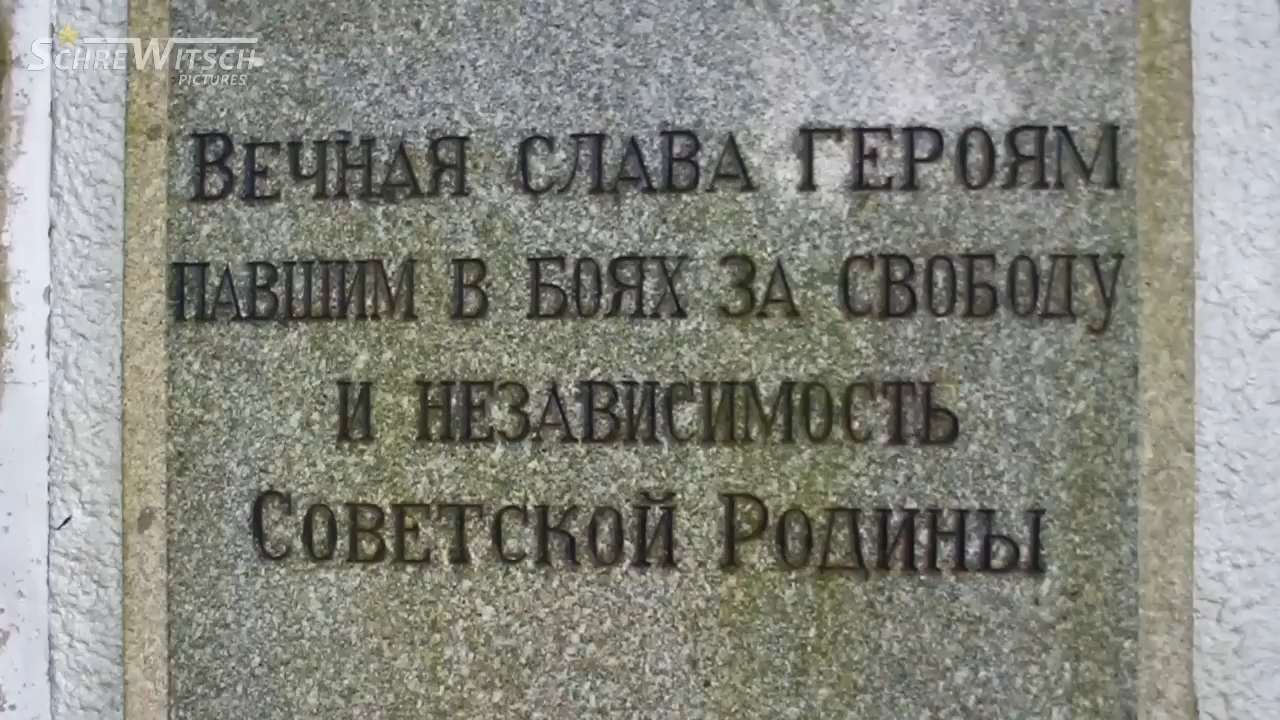 SCHREWITSCH
PICTURES
Вечная слава героям
павшим в боях за свободу
и независимость
Советской Родины